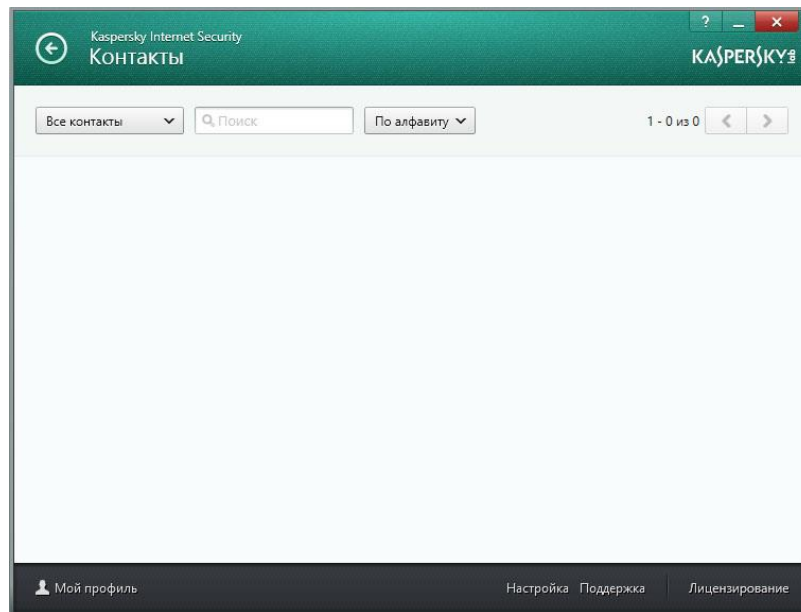 Kaspersky Internet Security
Контакты
?
KASPERSKY lab
Все контакты
Поиск
По алфавиту
1 - 0 из 0
Мой профиль
Настройка Поддержка Лицензирование